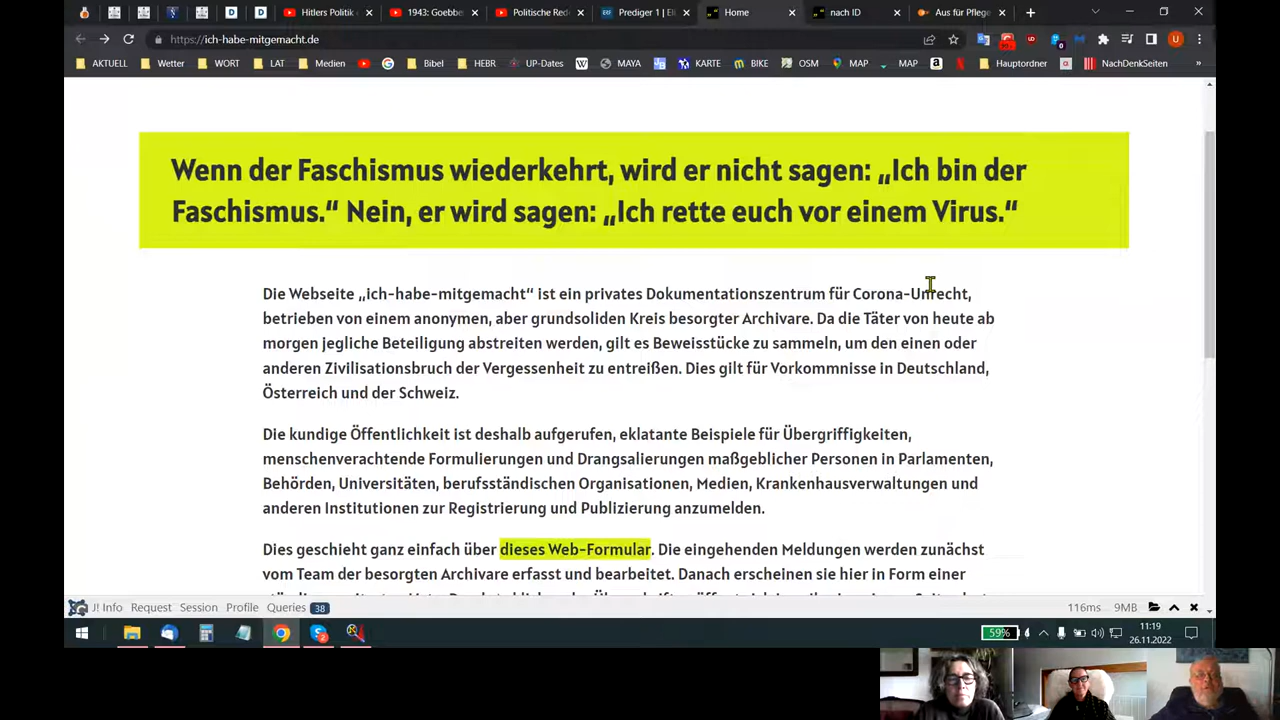 Hitlers Politik
1943: Goebbe
Politische Red
Prediger 1 | El
Home
nach ID
Aus für Pflege
https://ich-habe-mitgemacht.de
AKTUELL
Wetter
WORT
LAT
Medien
Bibel
HEBR
UP-Dates
MAYA
KARTE
BIKE
OSM
MAP
MAP
Hauptordner
NachDenkSeiten
Wenn der Faschismus wiederkehrt, wird er nicht sagen: „Ich bin der
Faschismus.“ Nein, er wird sagen: „Ich rette euch vor einem Virus.“
Die Webseite „ich-habe-mitgemacht“ ist ein privates Dokumentationszentrum für Corona-Unrecht,
betrieben von einem anonymen, aber grundsoliden Kreis besorgter Archivare. Da die Täter von heute ab
morgen jegliche Beteiligung abstreiten werden, gilt es Beweisstücke zu sammeln, um den einen oder
anderen Zivilisationsbruch der Vergessenheit zu entreißen. Dies gilt für Vorkommnisse in Deutschland,
Österreich und der Schweiz.
Die kundige Öffentlichkeit ist deshalb aufgerufen, eklatante Beispiele für Übergriffigkeiten,
menschenverachtende Formulierungen und Drangsalierungen maßgeblicher Personen in Parlamenten,
Behörden, Universitäten, berufsständischen Organisationen, Medien, Krankenhausverwaltungen und
anderen Institutionen zur Registrierung und Publizierung anzumelden.
Dies geschieht ganz einfach über dieses Web-Formular. Die eingehenden Meldungen werden zunächst
vom Team der besorgten Archivare erfasst und bearbeitet. Danach erscheinen sie hier in Form einer
J! Info
Request
Session
Profile
Queries 38
116ms
9MB
59%
11:19
26.11.2022